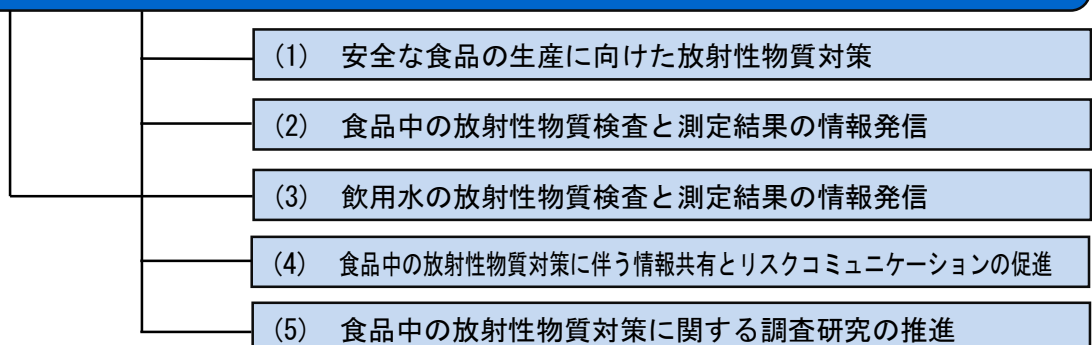 (1) 安全な食品の生産に向けた放射性物質対策
(2) 食品中の放射性物質検査と測定結果の情報発信
(3) 飲用水の放射性物質検査と測定結果の情報発信
(4) 食品中の放射性物質対策に伴う情報共有とリスクコミュニケーションの促進
(5) 食品中の放射性物質対策に関する調査研究の推進